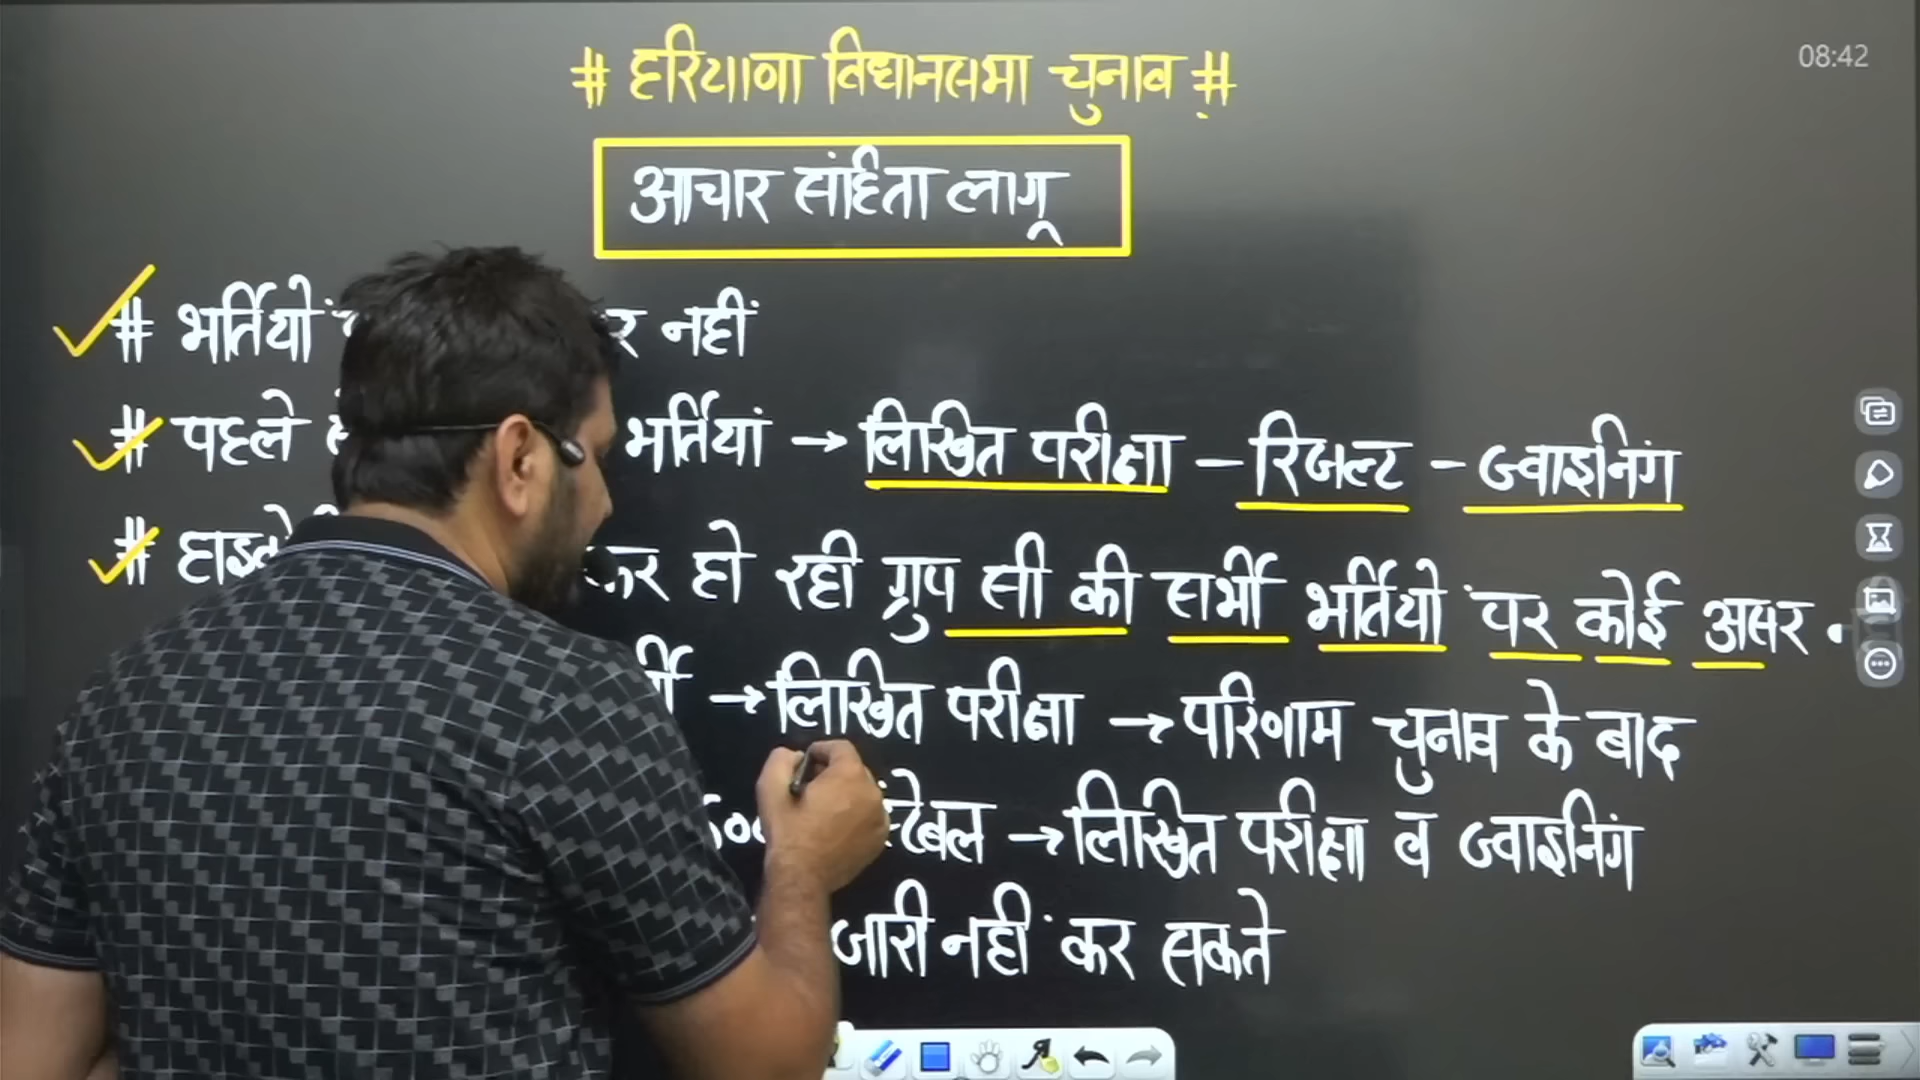 08:42
# हरियाणा विधानसभा चुनाव #
आचार संहिता लागू
# भर्तियों नहीं
# पहले भर्तियां → लिखित परीक्षा – रिजल्ट – ज्वाइनिंग
# हो रही ग्रुप सी की सभी भर्तियों पर कोई असर
→ लिखित परीक्षा → परिणाम चुनाव के बाद
→ लिखित परीक्षा व ज्वाइनिंग
जारी नहीं कर सकते